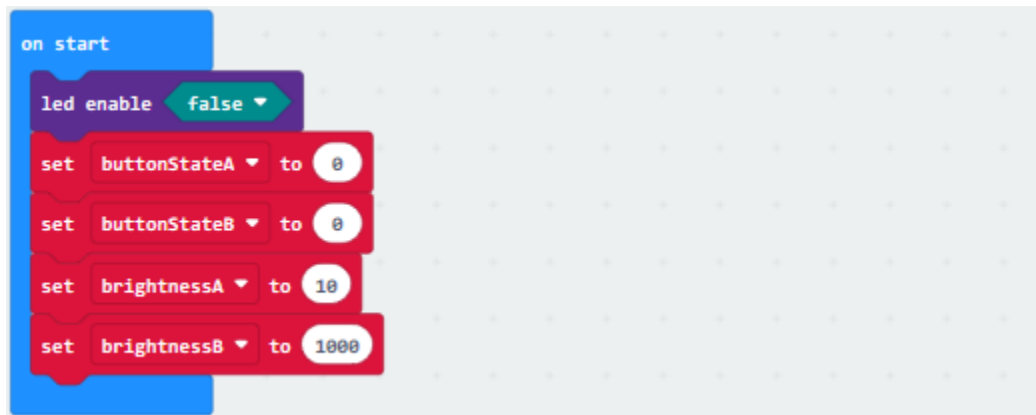 on start
led enable false
set buttonStateA to 0
set buttonStateB to 0
set brightnessA to 10
set brightnessB to 1000